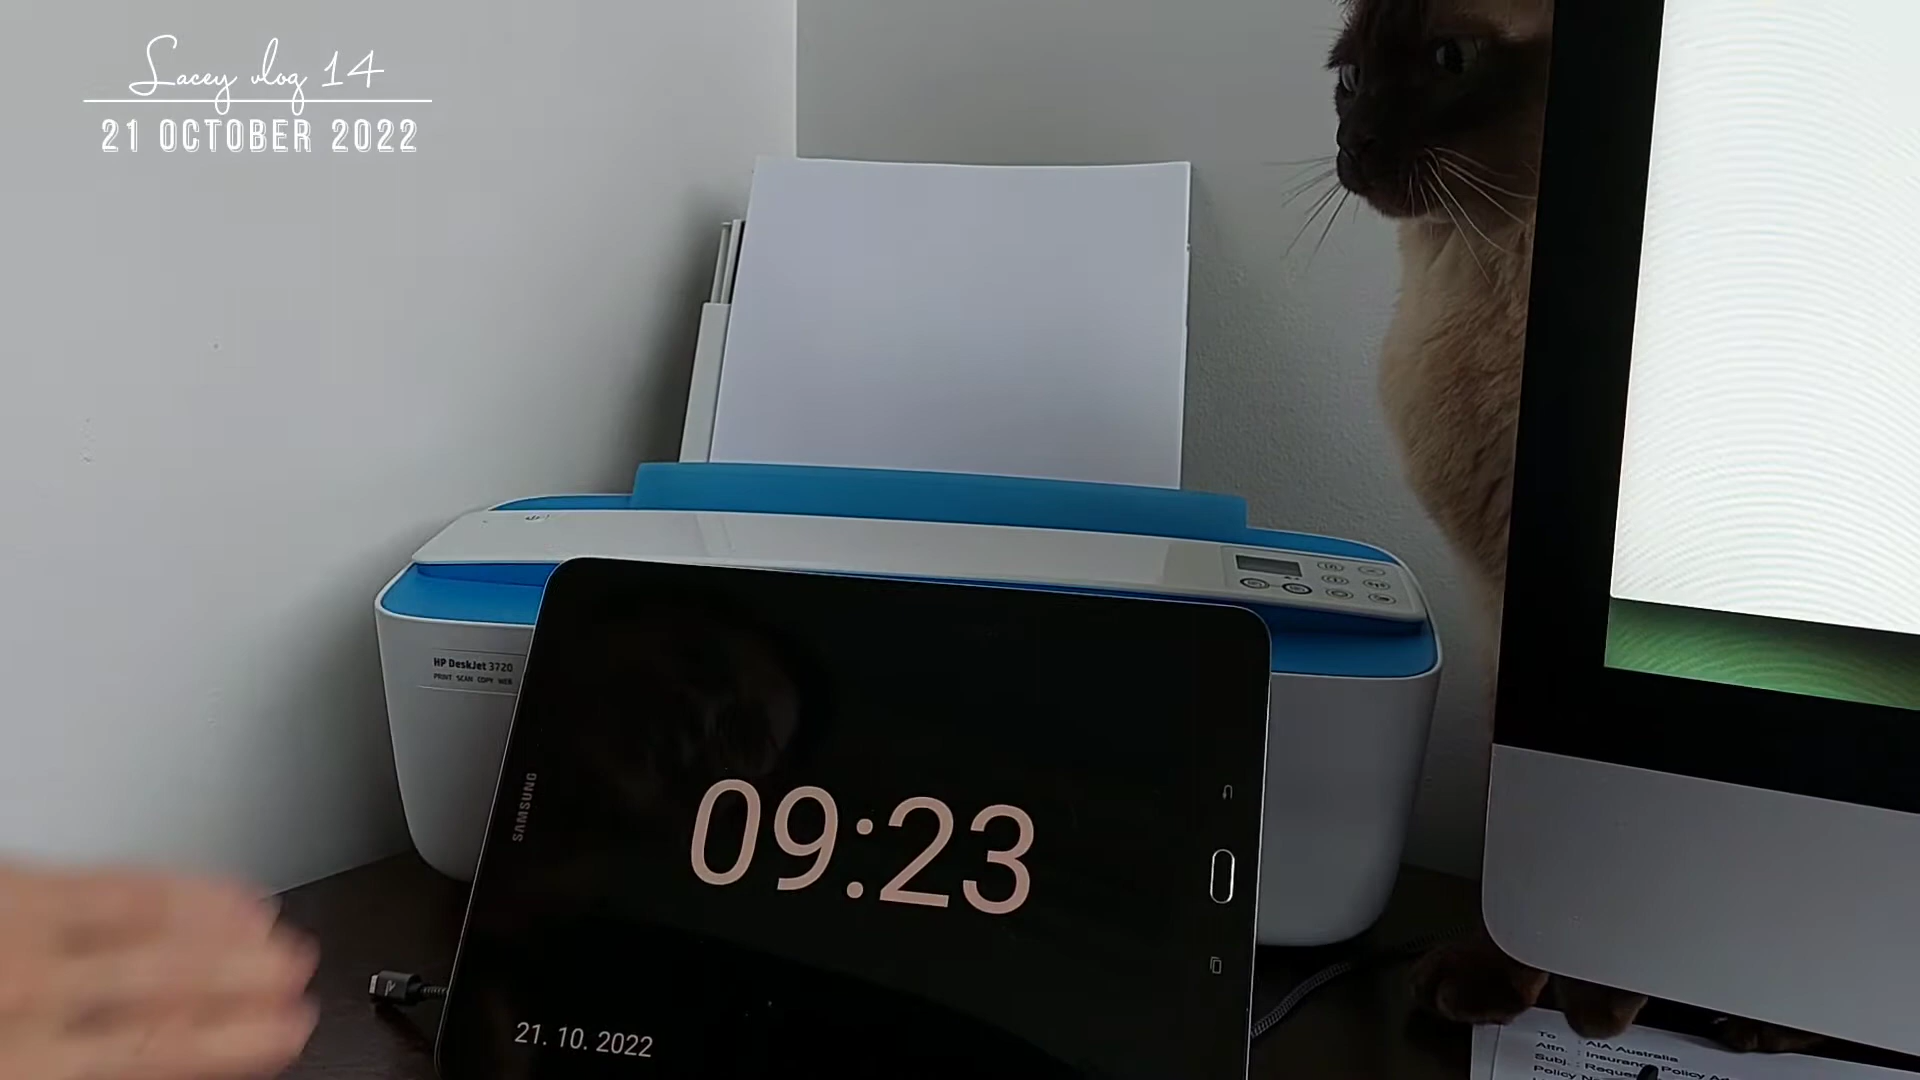 Lacey vlog 14
21 OCTOBER 2022
HP DeskJet 3720
PRINT SCAN COPY WEB
SAMSUNG
09:23
21. 10. 2022
To : AIA Australia
Attn. : Insurance
Subj. : Policy
Policy